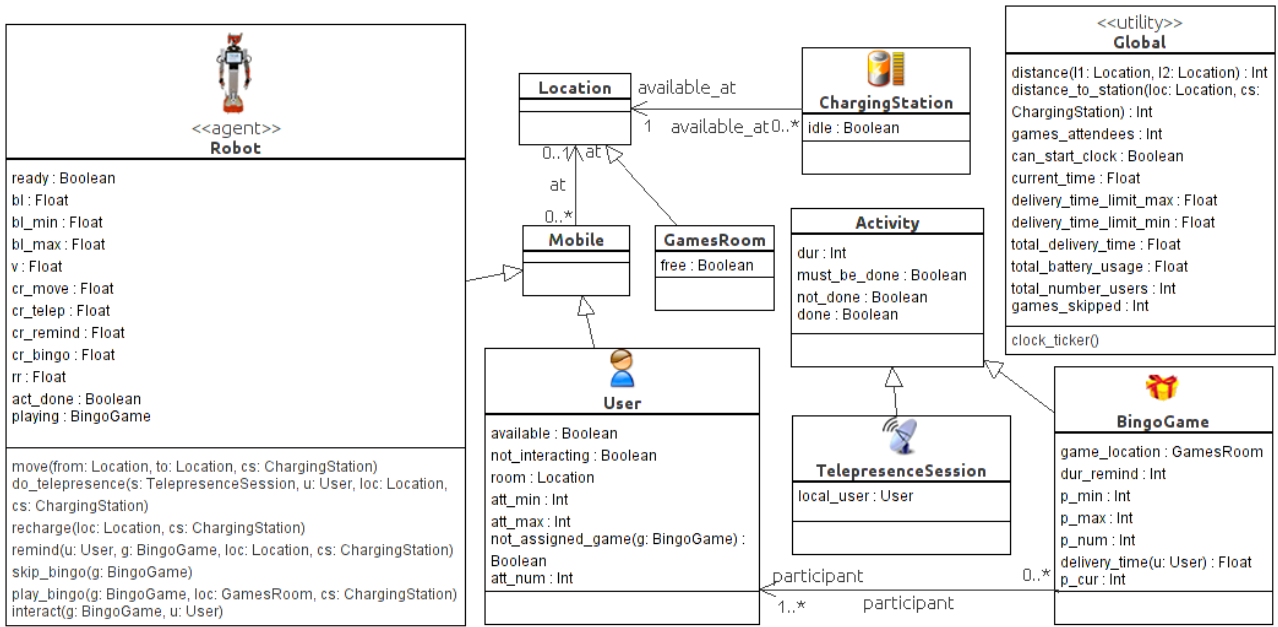 <<agent>>
Robot
ready : Boolean
bl : Float
bl_min : Float
bl_max : Float
v : Float
cr_move : Float
cr_telep : Float
cr_remind : Float
cr_bingo : Float
rr : Float
act_done : Boolean
playing : BingoGame
move(from: Location, to: Location, cs: ChargingStation)
do_telepresence(s: TelepresenceSession, u: User, loc: Location,
cs: ChargingStation)
recharge(loc: Location, cs: ChargingStation)
remind(u: User, g: BingoGame, loc: Location, cs: ChargingStation)
skip_bingo(g: BingoGame)
play_bingo(g: BingoGame, loc: GamesRoom, cs: ChargingStation)
interact(g: BingoGame, u: User)
Location
available_at
1 available_at 0..*
ChargingStation
idle : Boolean
0..1 at
at
0..*
Mobile
GamesRoom
free : Boolean
User
available : Boolean
not_interacting : Boolean
room : Location
att_min : Int
att_max : Int
not_assigned_game(g: BingoGame) :
Boolean
att_num : Int
Activity
dur : Int
must_be_done : Boolean
not_done : Boolean
done : Boolean
TelepresenceSession
local_user : User
participant
0..*
1..*
participant
<<utility>>
Global
distance(l1: Location, l2: Location) : Int
distance_to_station(loc: Location, cs:
ChargingStation) : Int
games_attendees : Int
can_start_clock : Boolean
current_time : Float
delivery_time_limit_max : Float
delivery_time_limit_min : Float
total_delivery_time : Float
total_battery_usage : Float
total_number_users : Int
games_skipped : Int
clock_ticker()
BingoGame
game_location : GamesRoom
dur_remind : Int
p_min : Int
p_max : Int
p_num : Int
delivery_time(u: User) : Float
p_cur : Int